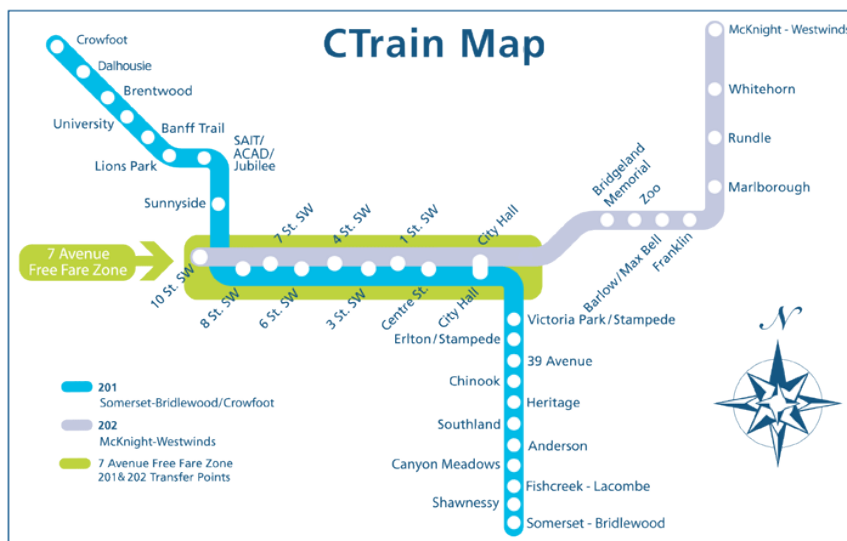 CTrain Map
Crowfoot
Dalhousie
Brentwood
University
Banff Trail
Lions Park
SAIT/
ACAD/
Jubilee
Sunnyside
McKnight - Westwinds
Whitehorn
Rundle
Marlborough
Bridgeland
Memorial
Zoo
Barlow/Max Bell
Franklin
7 Avenue
Free Fare Zone
7 St. SW
4 St. SW
1 St. SW
City Hall
10 St. SW
8 St. SW
6 St. SW
3 St. SW
Centre St.
City Hall
Victoria Park/Stampede
Erlton/Stampede
39 Avenue
Chinook
Heritage
Southland
Anderson
Canyon Meadows
Fishcreek - Lacombe
Shawnessy
Somerset - Bridlewood
201
Somerset-Bridlewood/Crowfoot
202
McKnight-Westwinds
7 Avenue Free Fare Zone
201&202 Transfer Points
N